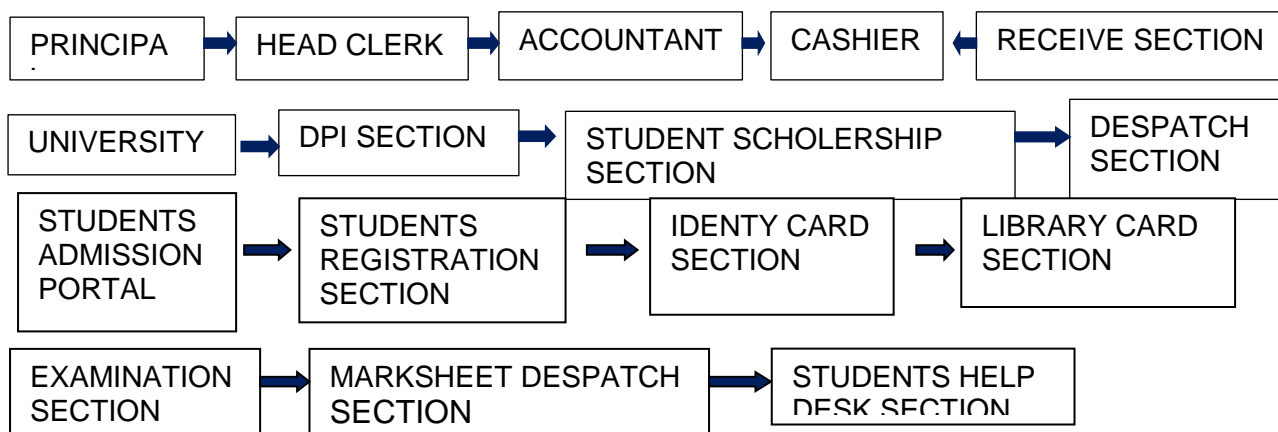 PRINCIPA
HEAD CLERK
ACCOUNTANT
CASHIER
RECEIVE SECTION
UNIVERSITY
DPI SECTION
STUDENT SCHOLERSHIP
SECTION
DESPATCH
SECTION
STUDENTS
ADMISSION
PORTAL
STUDENTS
REGISTRATION
SECTION
IDENTY CARD
SECTION
LIBRARY CARD
SECTION
EXAMINATION
SECTION
MARKSHEET DESPATCH
SECTION
STUDENTS HELP
DESK SECTION